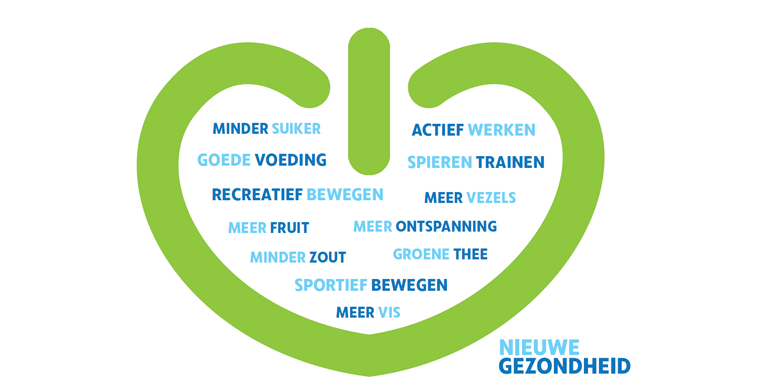 MINDER SUIKER
ACTIEF WERKEN
GOEDE VOEDING
SPIEREN TRAINEN
RECREATIEF BEWEGEN
MEER VEZELS
MEER FRUIT
MEER ONTSPANNING
MINDER ZOUT
GROENE THEE
SPORTIEF BEWEGEN
MEER VIS
NIEUWE
GEZONDHEID